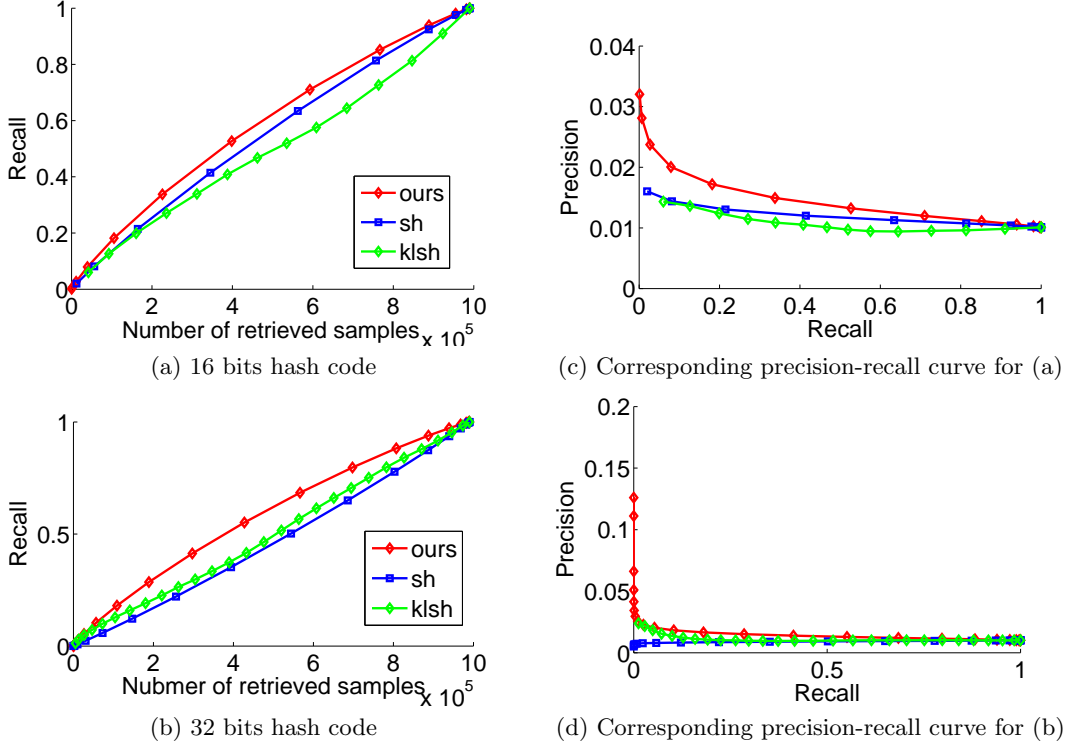 1
0.8
0.6
0.4
0.2
0
Recall
0 2 4 6 8 10
Number of retrieved samples
x 10^5
ours
sh
klsh
(a) 16 bits hash code
0.04
0.03
0.02
0.01
0
Precision
0 0.2 0.4 0.6 0.8 1
Recall
(c) Corresponding precision-recall curve for (a)
1
0.5
0
Recall
0 2 4 6 8 10
Nubmer of retrieved samples
x 10^5
ours
sh
klsh
(b) 32 bits hash code
0.2
0.15
0.1
0.05
0
Precision
0 0.5 1
Recall
(d) Corresponding precision-recall curve for (b)